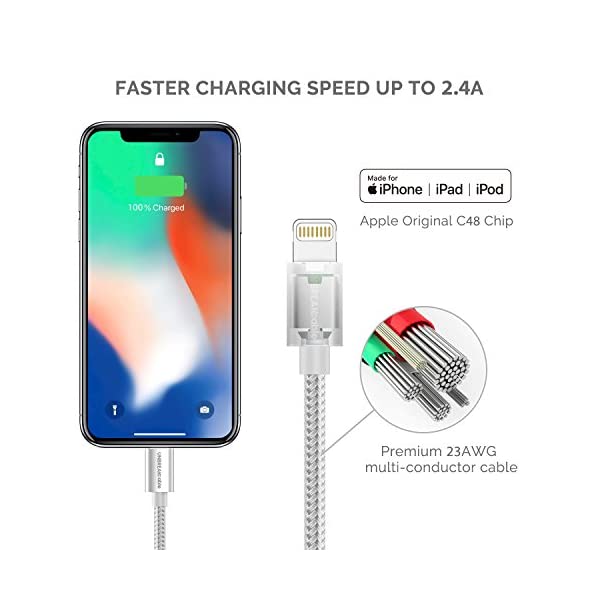 FASTER CHARGING SPEED UP TO 2.4A
100% Charged
Made for
iPhone | iPad | iPod
Apple Original C48 Chip
Premium 23AWG
multi-conductor cable